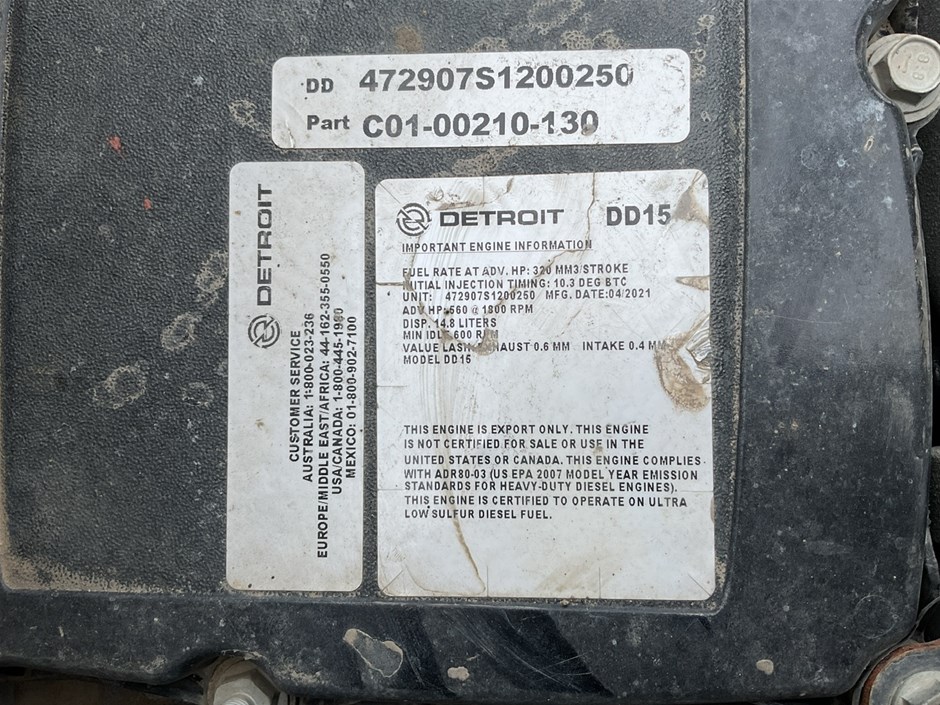 DD 472907S1200250
Part C01-00210-130
DETROIT
CUSTOMER SERVICE
AUSTRALIA: 1-800-023-236
EUROPE/MIDDLE EAST/AFRICA: 44-162-355-0550
USA/CANADA: 1-800-445-1980
MEXICO: 01-800-902-7100
DETROIT DD15
IMPORTANT ENGINE INFORMATION
FUEL RATE AT ADV. HP: 320 MM3/STROKE
INITIAL INJECTION TIMING: 10.3 DEG BTC
UNIT: 472907S1200250 MFG. DATE:04/2021
ADV HP: 560 @ 1800 RPM
DISP. 14.8 LITERS
MIN IDLE 600 RPM
VALUE LASH EXHAUST 0.6 MM INTAKE 0.4 MM
MODEL DD15
THIS ENGINE IS EXPORT ONLY. THIS ENGINE
IS NOT CERTIFIED FOR SALE OR USE IN THE
UNITED STATES OR CANADA. THIS ENGINE COMPLIES
WITH ADR80-03 (US EPA 2007 MODEL YEAR EMISSION
STANDARDS FOR HEAVY-DUTY DIESEL ENGINES).
THIS ENGINE IS CERTIFIED TO OPERATE ON ULTRA
LOW SULFUR DIESEL FUEL.